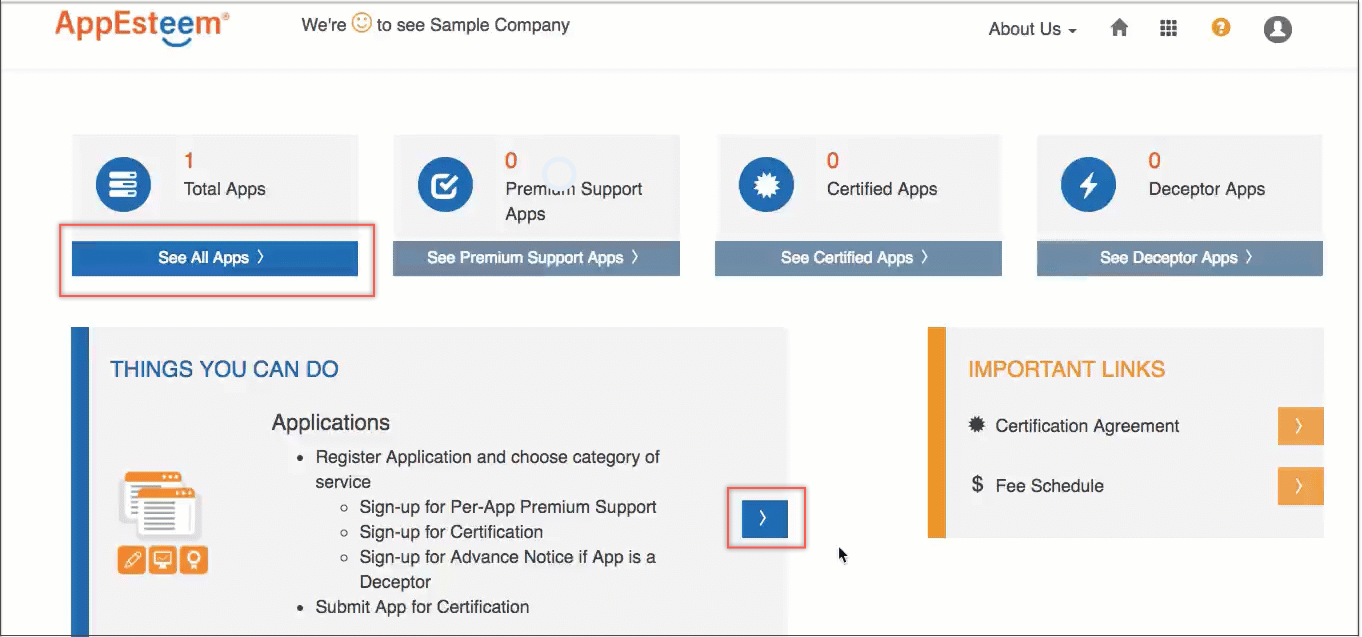 AppEsteem®
We're to see Sample Company
About Us
?
1
Total Apps
0
Premium Support
Apps
0
Certified Apps
0
Deceptor Apps
See All Apps
See Premium Support Apps
See Certified Apps
See Deceptor Apps
THINGS YOU CAN DO
Applications
• Register Application and choose category of
service
Sign-up for Per-App Premium Support
Sign-up for Certification
Sign-up for Advance Notice if App is a
Deceptor
• Submit App for Certification
IMPORTANT LINKS
Certification Agreement
$ Fee Schedule